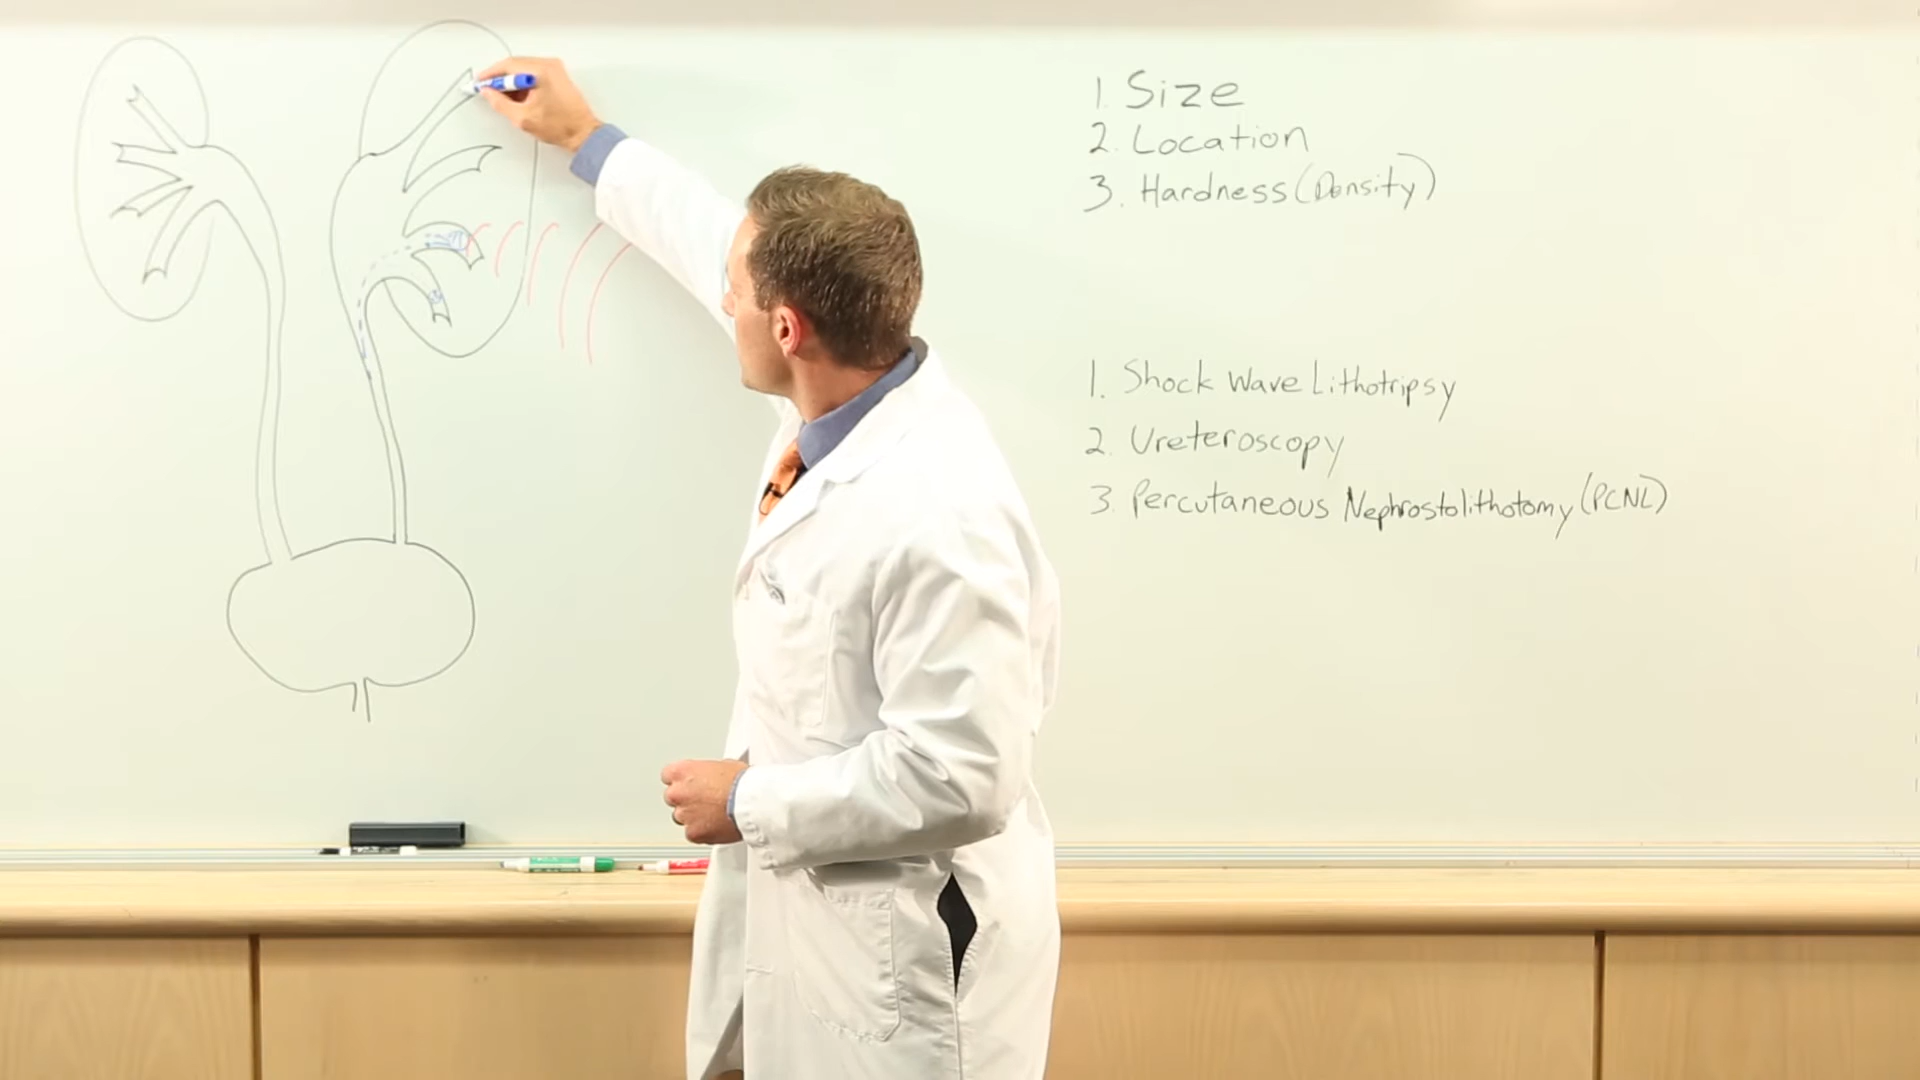 1. Size
2. Location
3. Hardness (Density)
1. Shock Wave Lithotripsy
2. Ureteroscopy
3. Percutaneous Nephrostolithotomy (PCNL)